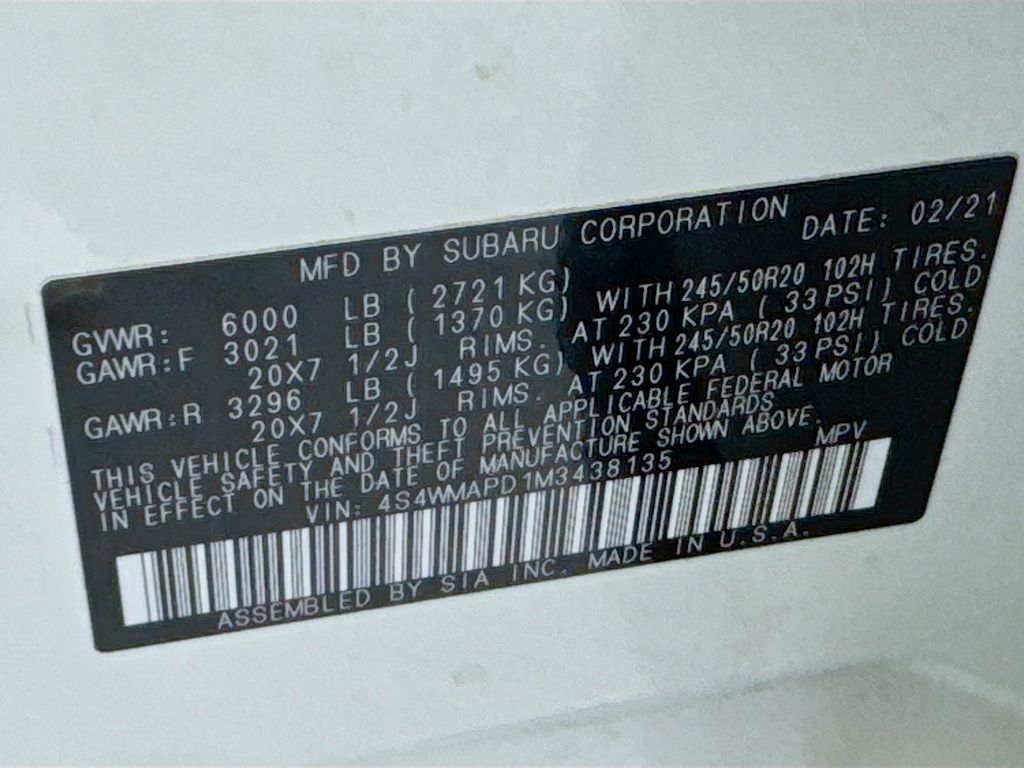 MFD BY SUBARU CORPORATION DATE: 02/21
GVWR: 6000 LB ( 2721 KG)
GAWR:F 3021 LB ( 1370 KG) WITH 245/50R20 102H TIRES.
20X7 1/2J RIMS. AT 230 KPA ( 33 PSI) COLD
GAWR:R 3296 LB ( 1495 KG) WITH 245/50R20 102H TIRES.
20X7 1/2J RIMS. AT 230 KPA ( 33 PSI) COLD
THIS VEHICLE CONFORMS TO ALL APPLICABLE FEDERAL MOTOR
VEHICLE SAFETY AND THEFT PREVENTION STANDARDS
IN EFFECT ON THE DATE OF MANUFACTURE SHOWN ABOVE.
VIN: 4S4WMAPD1M3438135 MPV
ASSEMBLED BY SIA INC. MADE IN U.S.A.